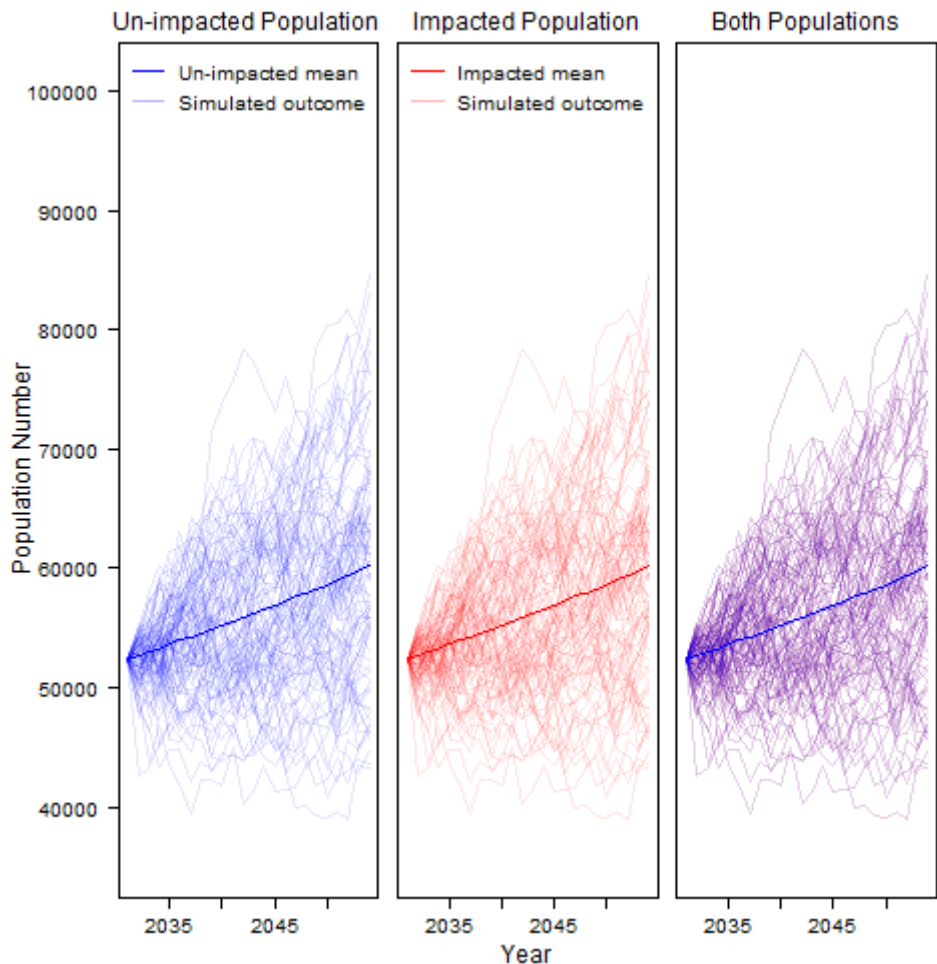 Un-impacted Population
Impacted Population
Both Populations
Un-impacted mean
Simulated outcome
Impacted mean
Simulated outcome
Population Number
100000
90000
80000
70000
60000
50000
40000
2035
2045
2035
2045
2035
2045
Year